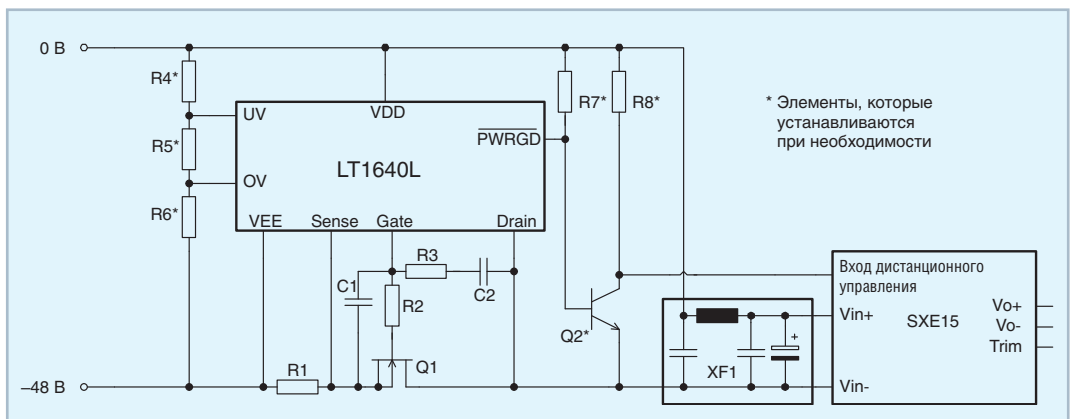 0 В
R4*
R5*
R6*
UV
OV
VDD
PWRGD
LT1640L
VEE
Sense
Gate
Drain
R7*
R8*
* Элементы, которые
устанавливаются
при необходимости
C1
R3
C2
R2
Q1
Q2*
–48 В
R1
XF1
+
Вход дистанционного
управления
Vin+
SXE15
Vo+
Vo-
Trim
Vin-